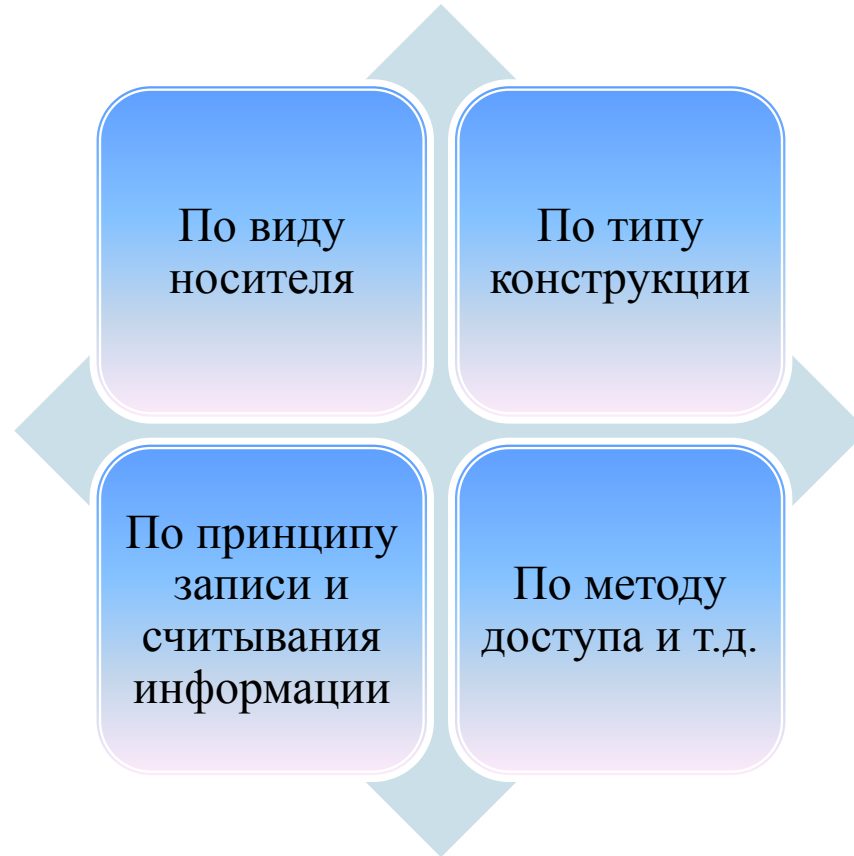 По виду
носителя
По типу
конструкции
По принципу
записи и
считывания
информации
По методу
доступа и т.д.